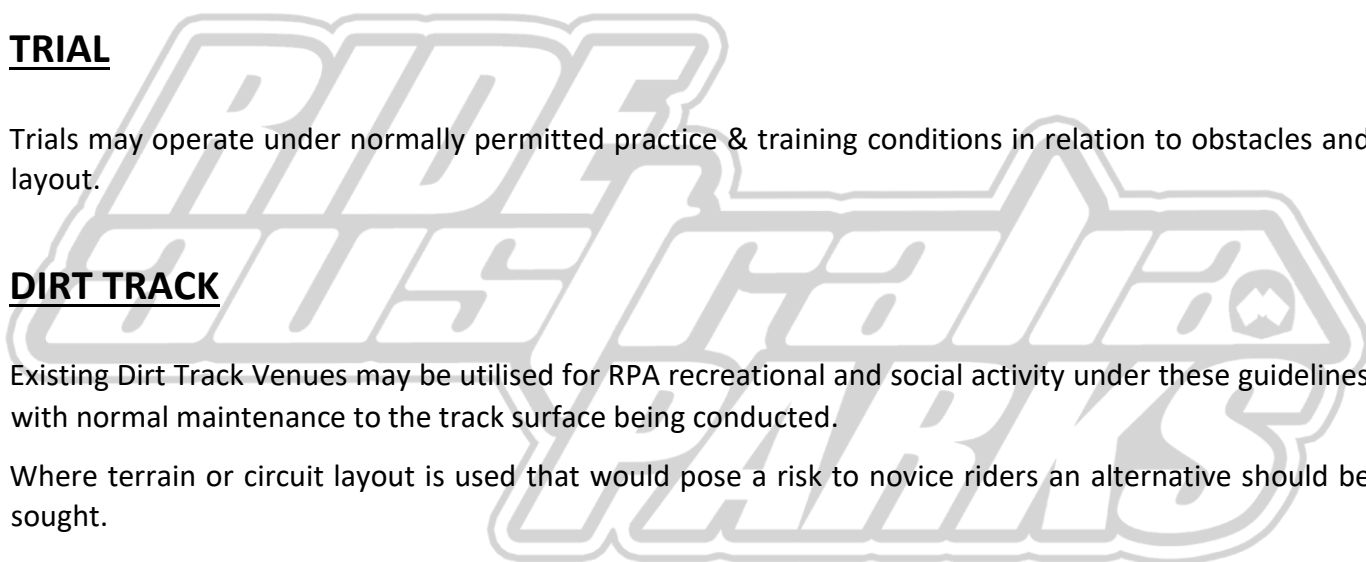 TRIAL
Trials may operate under normally permitted practice & training conditions in relation to obstacles and
layout.
DIRT TRACK
Existing Dirt Track Venues may be utilised for RPA recreational and social activity under these guidelines
with normal maintenance to the track surface being conducted.
Where terrain or circuit layout is used that would pose a risk to novice riders an alternative should be
sought.
RIDE
australia
PARKS